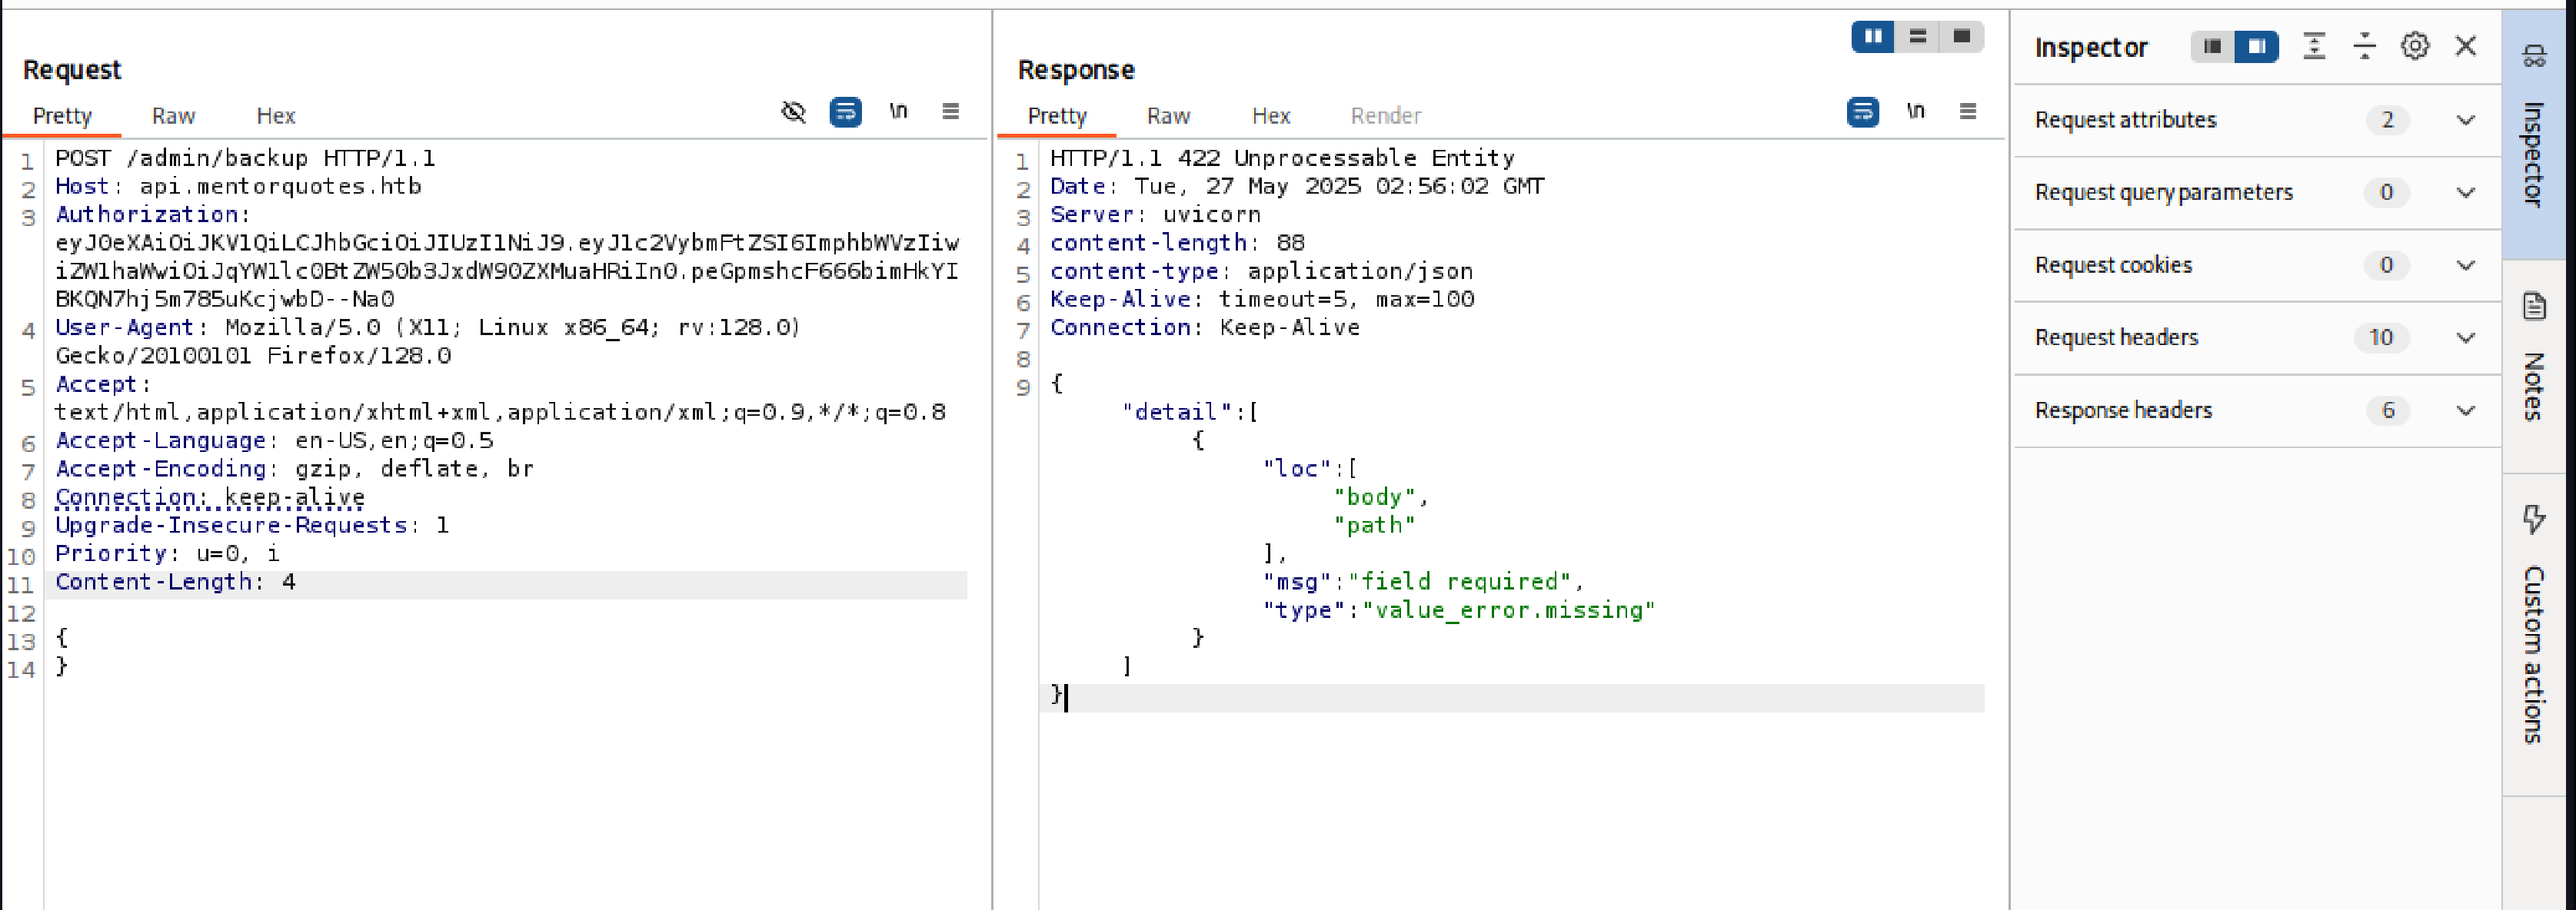 Request
Pretty Raw Hex \n
1 POST /admin/backup HTTP/1.1
2 Host: api.mentorquotes.htb
3 Authorization:
eyJ0eXAiOiJKV1QiLCJhbGciOiJIUzI1NiJ9.eyJ1c2VybmFtZSI6ImphbWVzIiw
iZW1haWwiOiJqYW1lc0BtZW50b3JxdW90ZXMuaHRiIn0.peGpmshcF666bimHkYI
BKQN7hj5m785uKcjwbD--Na0
4 User-Agent: Mozilla/5.0 (X11; Linux x86_64; rv:128.0)
Gecko/20100101 Firefox/128.0
5 Accept:
text/html,application/xhtml+xml,application/xml;q=0.9,*/*;q=0.8
6 Accept-Language: en-US,en;q=0.5
7 Accept-Encoding: gzip, deflate, br
8 Connection: keep-alive
9 Upgrade-Insecure-Requests: 1
10 Priority: u=0, i
11 Content-Length: 4
12
13 {
14 }
Response
Pretty Raw Hex Render \n
1 HTTP/1.1 422 Unprocessable Entity
2 Date: Tue, 27 May 2025 02:56:02 GMT
3 Server: uvicorn
4 content-length: 88
5 content-type: application/json
6 Keep-Alive: timeout=5, max=100
7 Connection: Keep-Alive
8
9 {
"detail":[
{
"loc":[
"body",
"path"
],
"msg":"field required",
"type":"value_error.missing"
}
]
}
Inspector
Request attributes 2
Request query parameters 0
Request cookies 0
Request headers 10
Response headers 6
Inspector
Notes
Custom actions